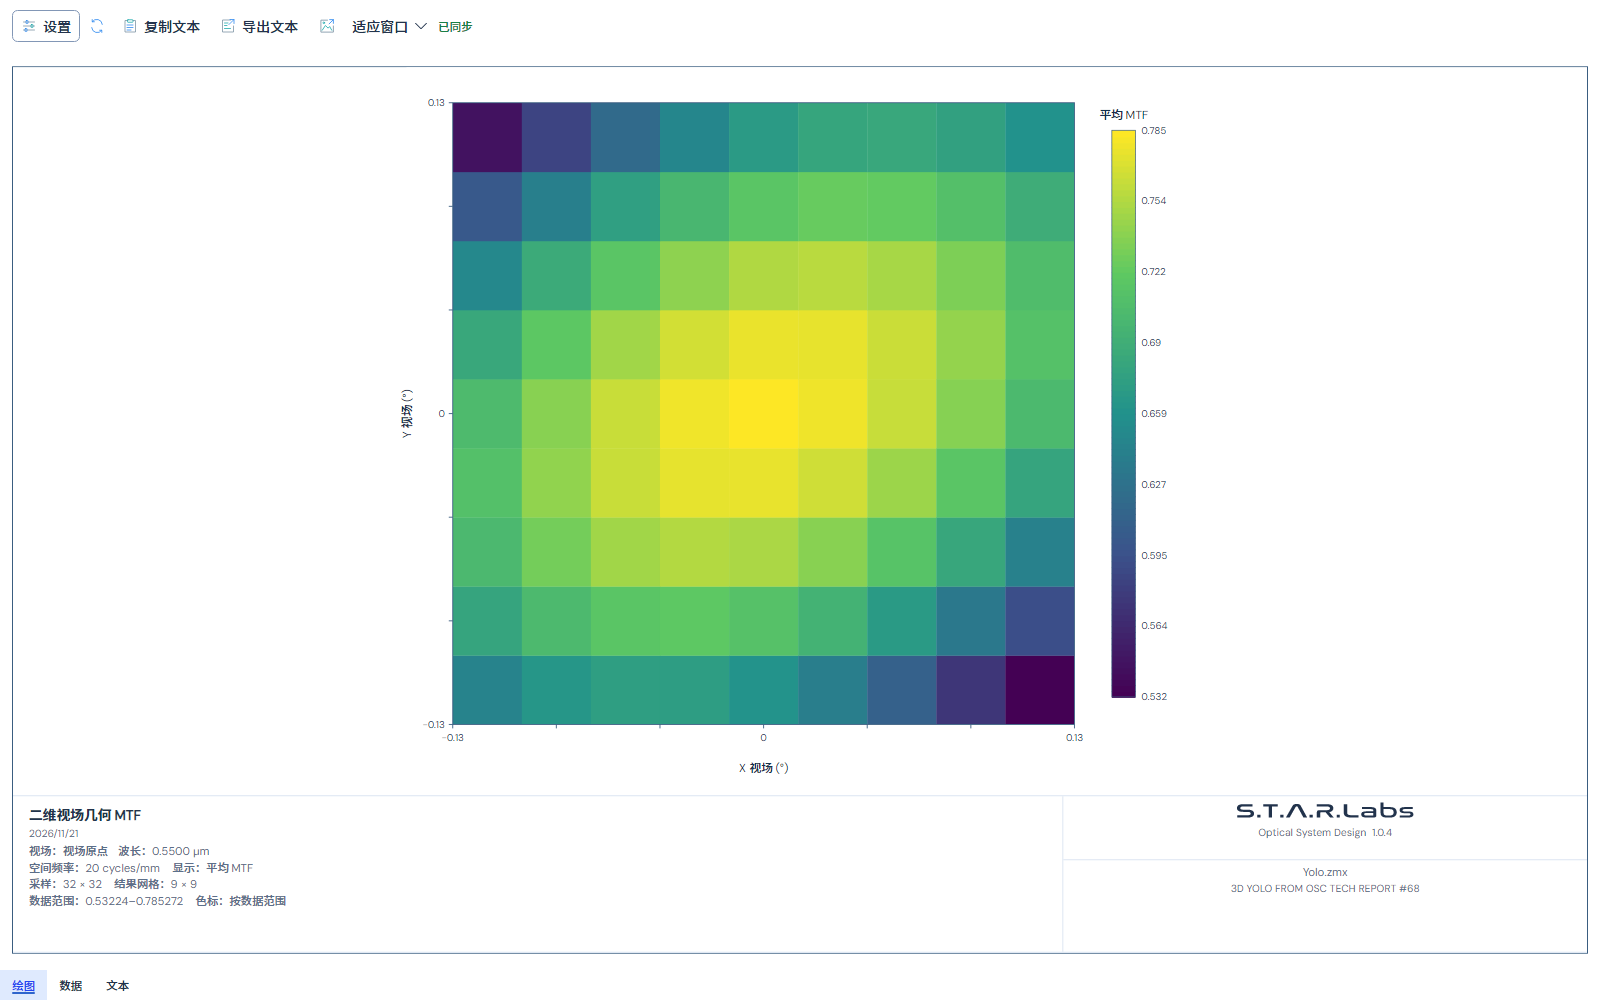 设置 复制文本 导出文本 适应窗口 已同步
平均 MTF
0.785
0.754
0.722
0.69
0.659
0.627
0.595
0.564
0.532
Y 视场 (°)
0.13
0
−0.13
−0.13 0 0.13
X 视场 (°)
二维视场几何 MTF
2026/11/21
视场：视场原点 波长：0.5500 μm
空间频率：20 cycles/mm 显示：平均 MTF
采样：32 × 32 结果网格：9 × 9
数据范围：0.53224–0.785272 色标：按数据范围
S.T.A.R.Labs
Optical System Design 1.0.4
Yolo.zmx
3D YOLO FROM OSC TECH REPORT #68
绘图 数据 文本